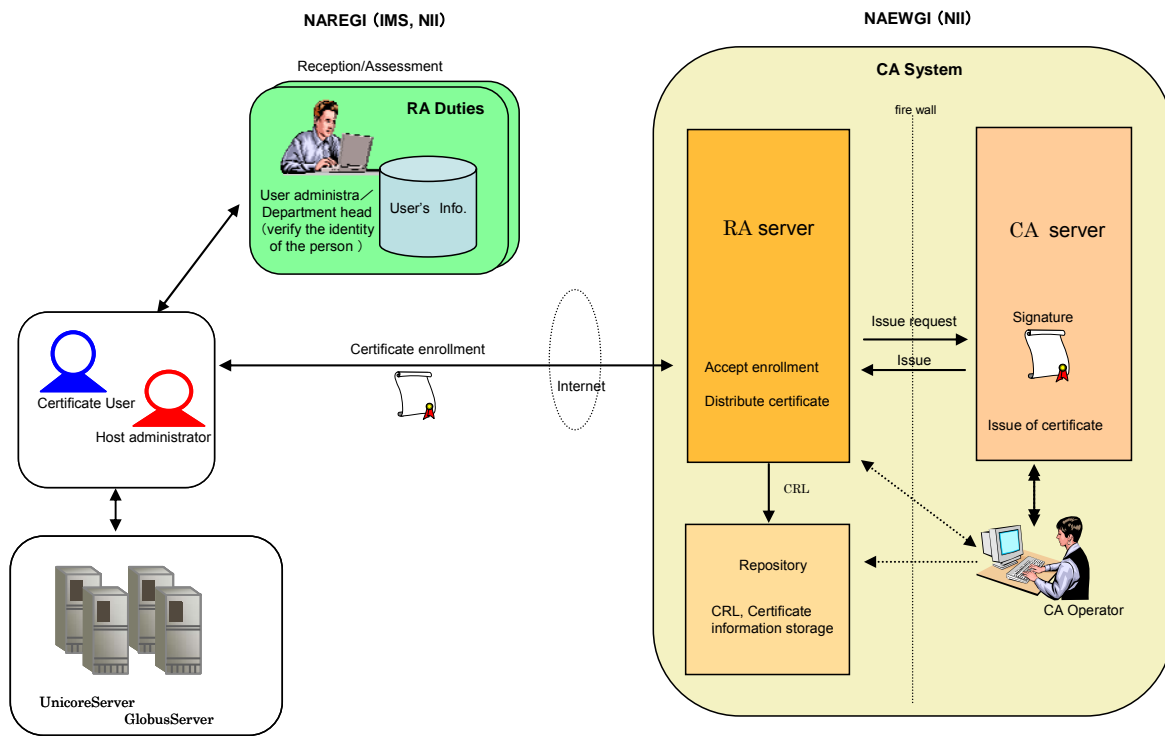 NAREGI (IMS, NII)
NAEWGI (NII)
Reception/Assessment
RA Duties
User administra／
Department head
(verify the identity
of the person )
User's Info.
CA System
fire wall
RA server
CA server
Signature
Issue request
Issue
Accept enrollment
Distribute certificate
Issue of certificate
Certificate enrollment
Internet
Certificate User
Host administrator
CRL
Repository
CRL, Certificate
information storage
CA Operator
UnicoreServer
GlobusServer